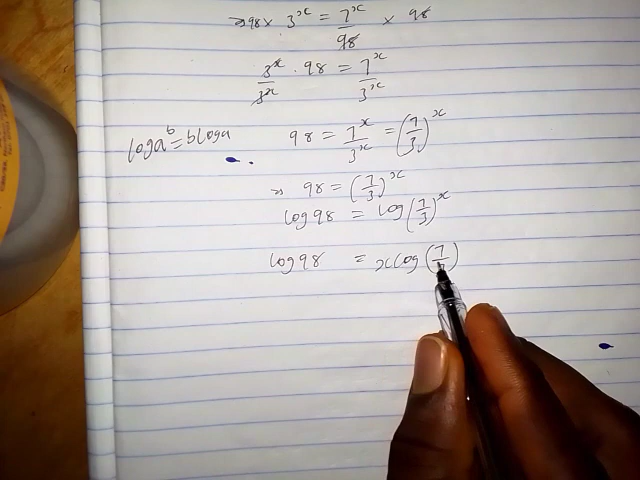 ⇒ 98 × 3^x = 7^x/98 × 98
3^x/3^x · 98 = 7^x/3^x
log a^b = b log a
98 = 7^x/3^x = (7/3)^x
⇒ 98 = (7/3)^x
log 98 = log (7/3)^x
log 98 = x log (7/